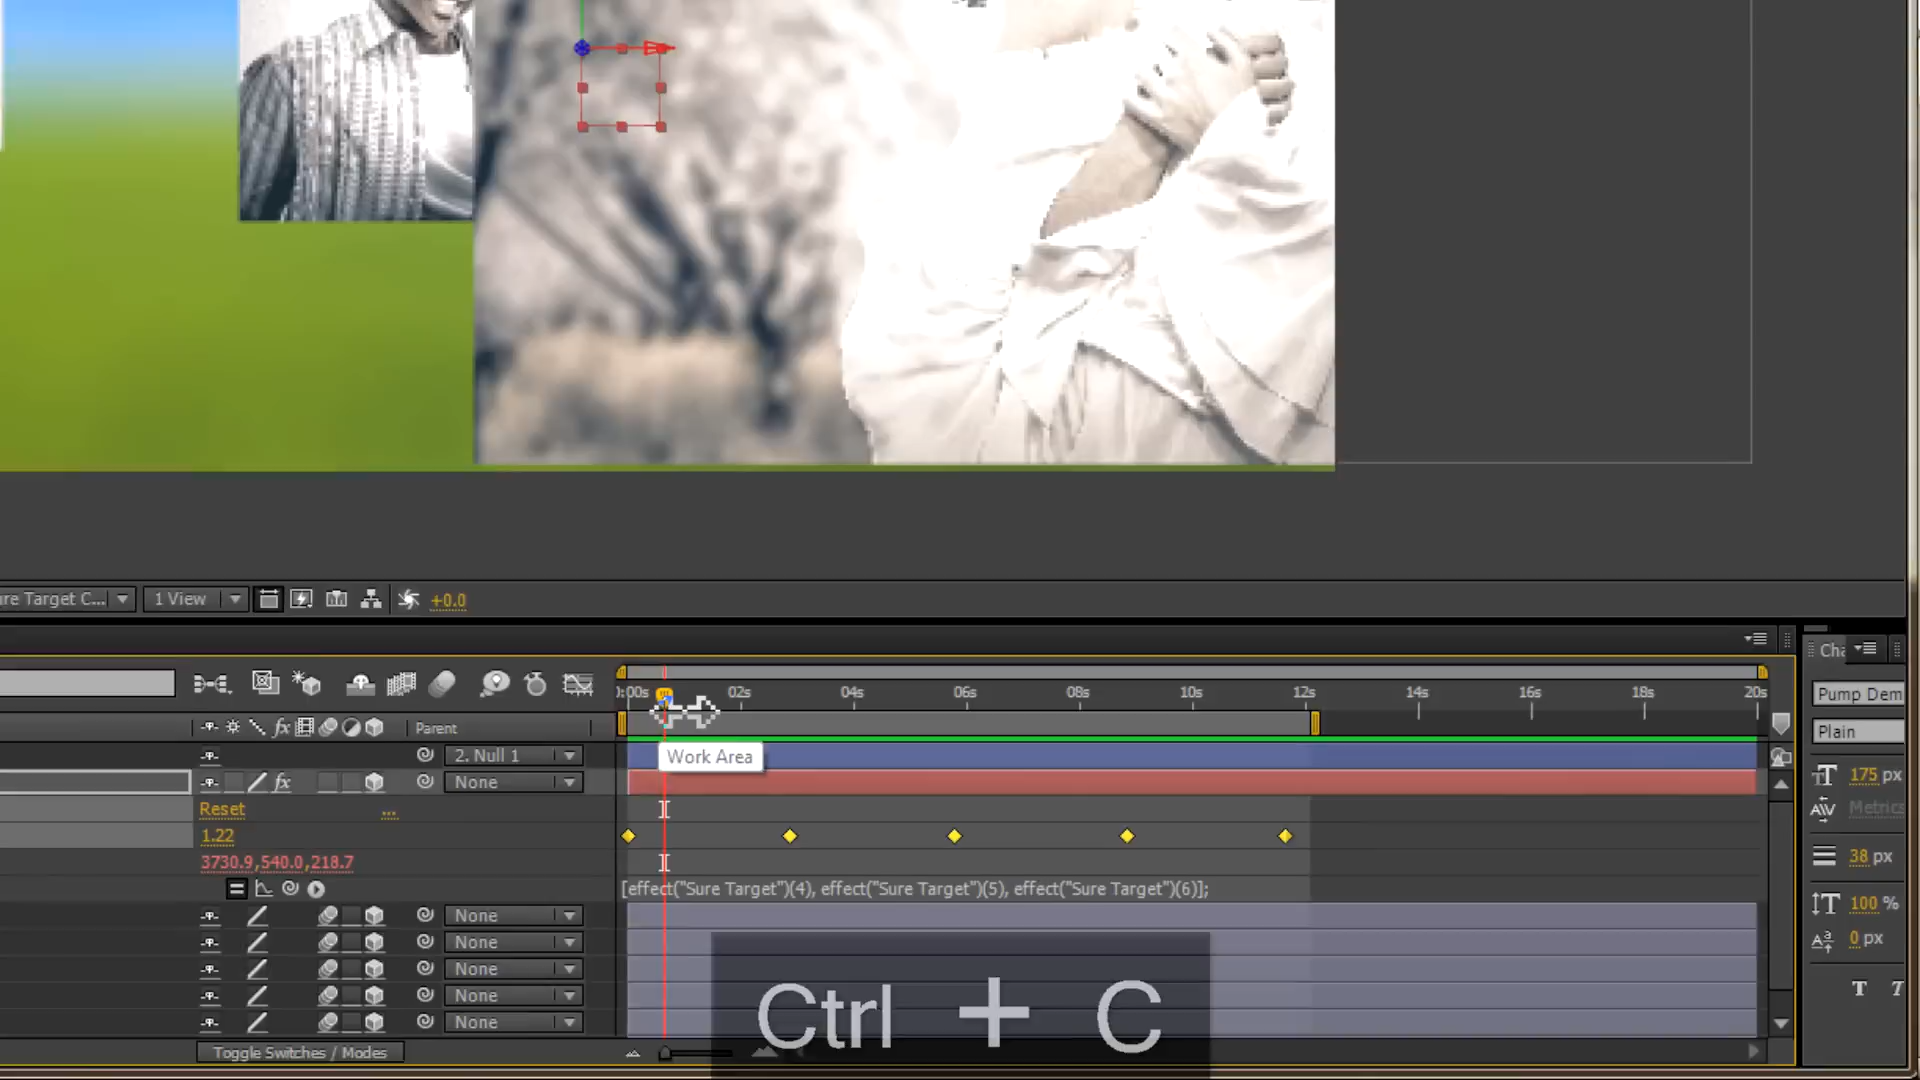 ire Target C...
1 View
+0.0
Cha
):00s 02s 04s 06s 08s 10s 12s 14s 16s 18s 20s
Pump Dem
Parent
Plain
2. Null 1
Work Area
fx
None
175 px
Reset
...
Metrics
1.22
38 px
3730.9,540.0,218.7
[effect("Sure Target")(4), effect("Sure Target")(5), effect("Sure Target")(6)];
100 %
None
None
0 px
None
None
T T
None
Ctrl + C
Toggle Switches / Modes